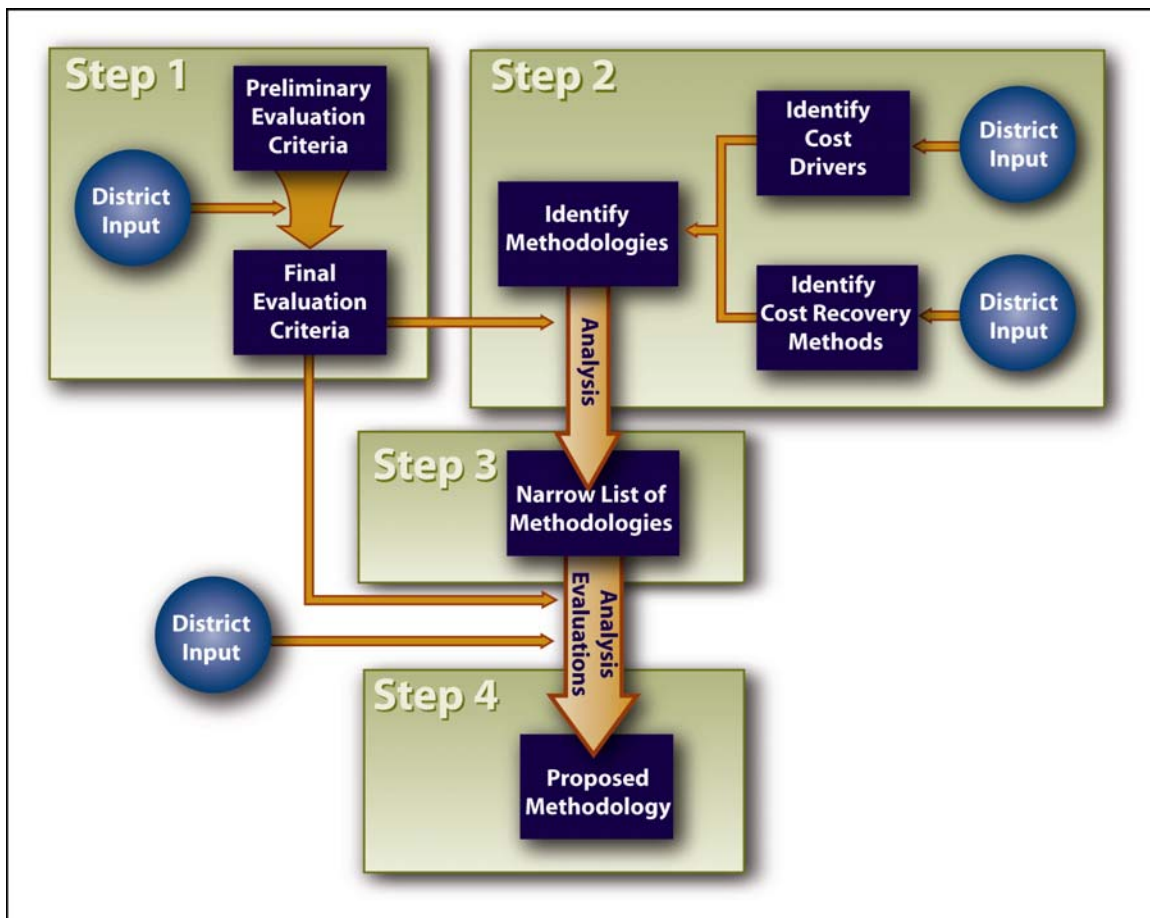 Step 1
Preliminary
Evaluation
Criteria
District
Input
Final
Evaluation
Criteria
Step 2
Identify
Cost
Drivers
District
Input
Identify
Methodologies
Identify
Cost Recovery
Methods
District
Input
Analysis
Step 3
Narrow List of
Methodologies
Analysis
Evaluations
District
Input
Step 4
Proposed
Methodology